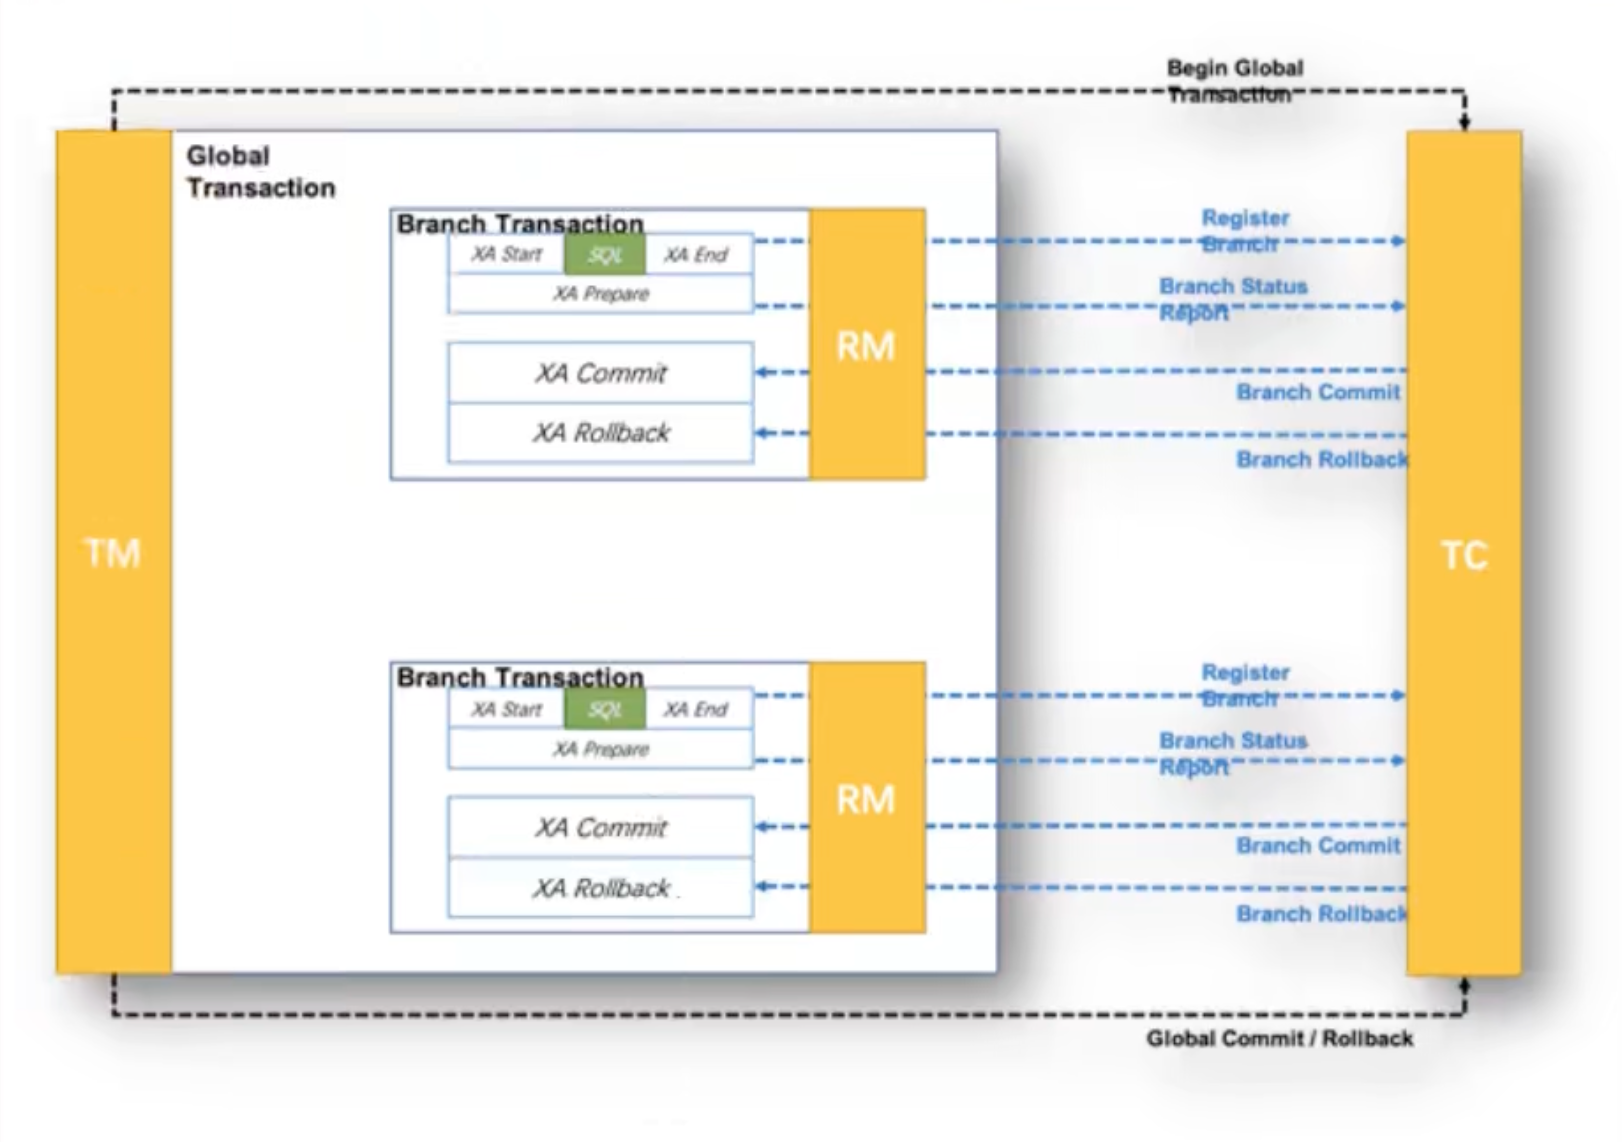 Begin Global
Transaction
Global
Transaction
Branch Transaction
XA Start SQL XA End
XA Prepare
XA Commit
XA Rollback
RM
Register
Branch
Branch Status
Report
Branch Commit
Branch Rollback
TM
TC
Branch Transaction
XA Start SQL XA End
XA Prepare
XA Commit
XA Rollback .
RM
Register
Branch
Branch Status
Report
Branch Commit
Branch Rollback
Global Commit / Rollback